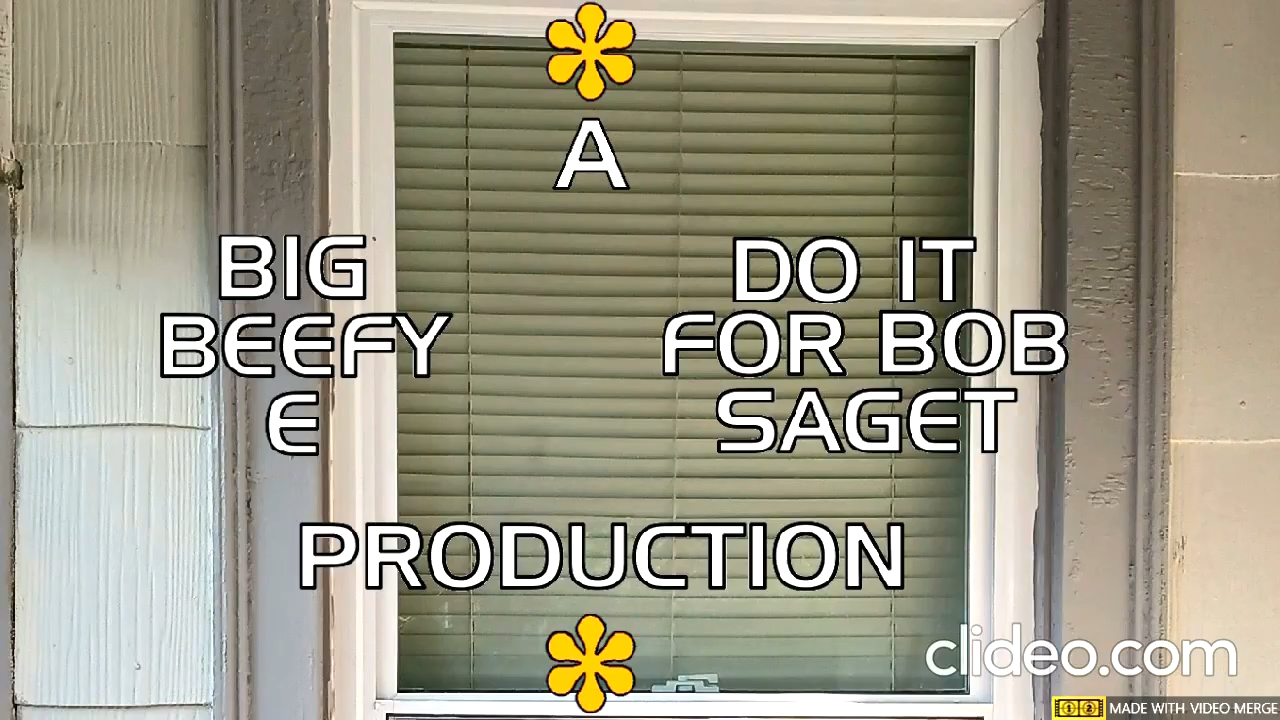 A
BIG
BEEFY
E
DO IT
FOR BOB
SAGET
PRODUCTION
clideo.com
MADE WITH VIDEO MERGE